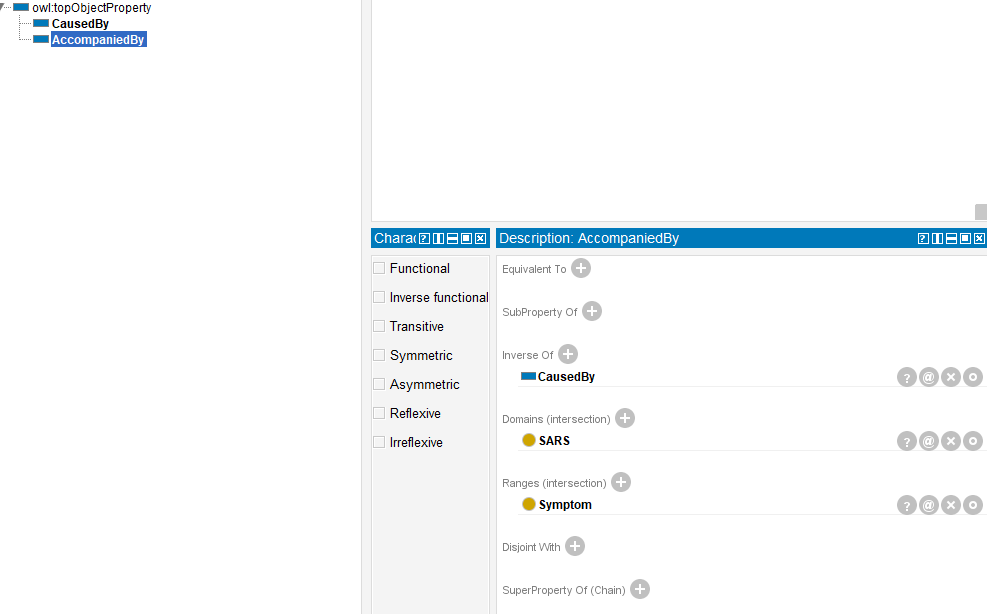 owl:topObjectProperty
CausedBy
AccompaniedBy
Charac
Description: AccompaniedBy
Functional
Inverse functional
Transitive
Symmetric
Asymmetric
Reflexive
Irreflexive
Equivalent To
SubProperty Of
Inverse Of
CausedBy
Domains (intersection)
SARS
Ranges (intersection)
Symptom
Disjoint With
SuperProperty Of (Chain)